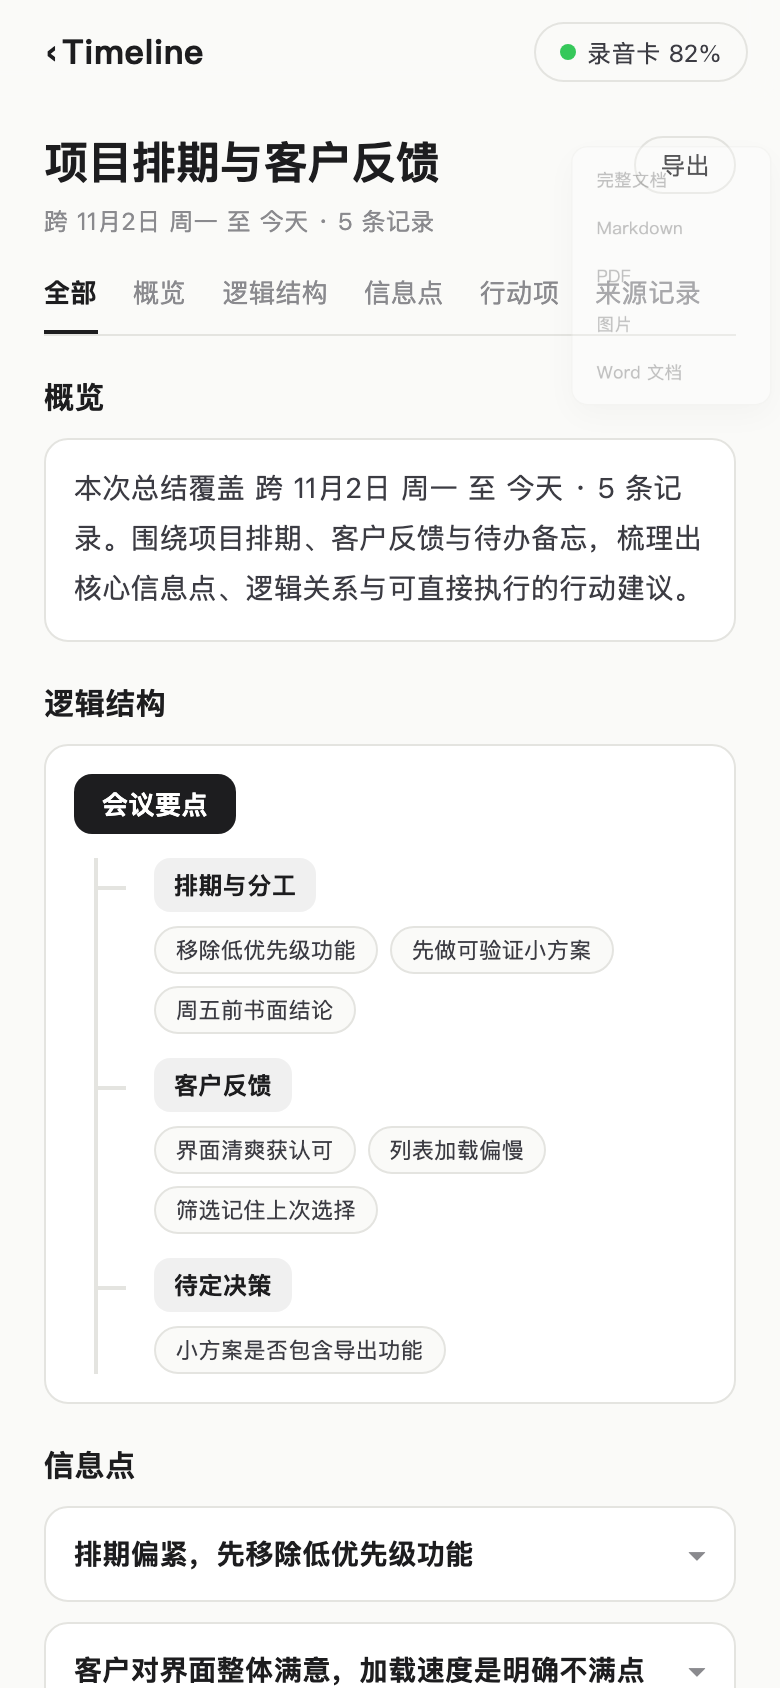 ‹ Timeline
录音卡 82%
项目排期与客户反馈
导出
跨 11月2日 周一 至 今天 · 5 条记录
完整文档
Markdown
PDF
图片
Word 文档
全部 概览 逻辑结构 信息点 行动项 来源记录
概览
本次总结覆盖 跨 11月2日 周一 至 今天 · 5 条记
录。围绕项目排期、客户反馈与待办备忘，梳理出
核心信息点、逻辑关系与可直接执行的行动建议。
逻辑结构
会议要点
排期与分工
移除低优先级功能 先做可验证小方案
周五前书面结论
客户反馈
界面清爽获认可 列表加载偏慢
筛选记住上次选择
待定决策
小方案是否包含导出功能
信息点
排期偏紧，先移除低优先级功能
客户对界面整体满意，加载速度是明确不满点